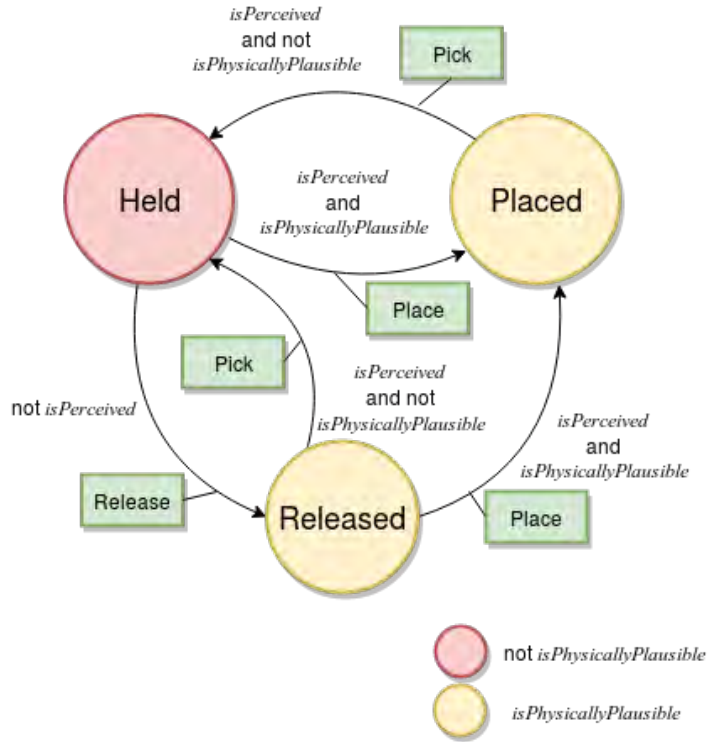 isPerceived
and not
isPhysicallyPlausible
Pick
Held
isPerceived
and
isPhysicallyPlausible
Placed
Place
Pick
isPerceived
and not
isPhysicallyPlausible
not isPerceived
isPerceived
and
isPhysicallyPlausible
Release
Released
Place
not isPhysicallyPlausible
isPhysicallyPlausible